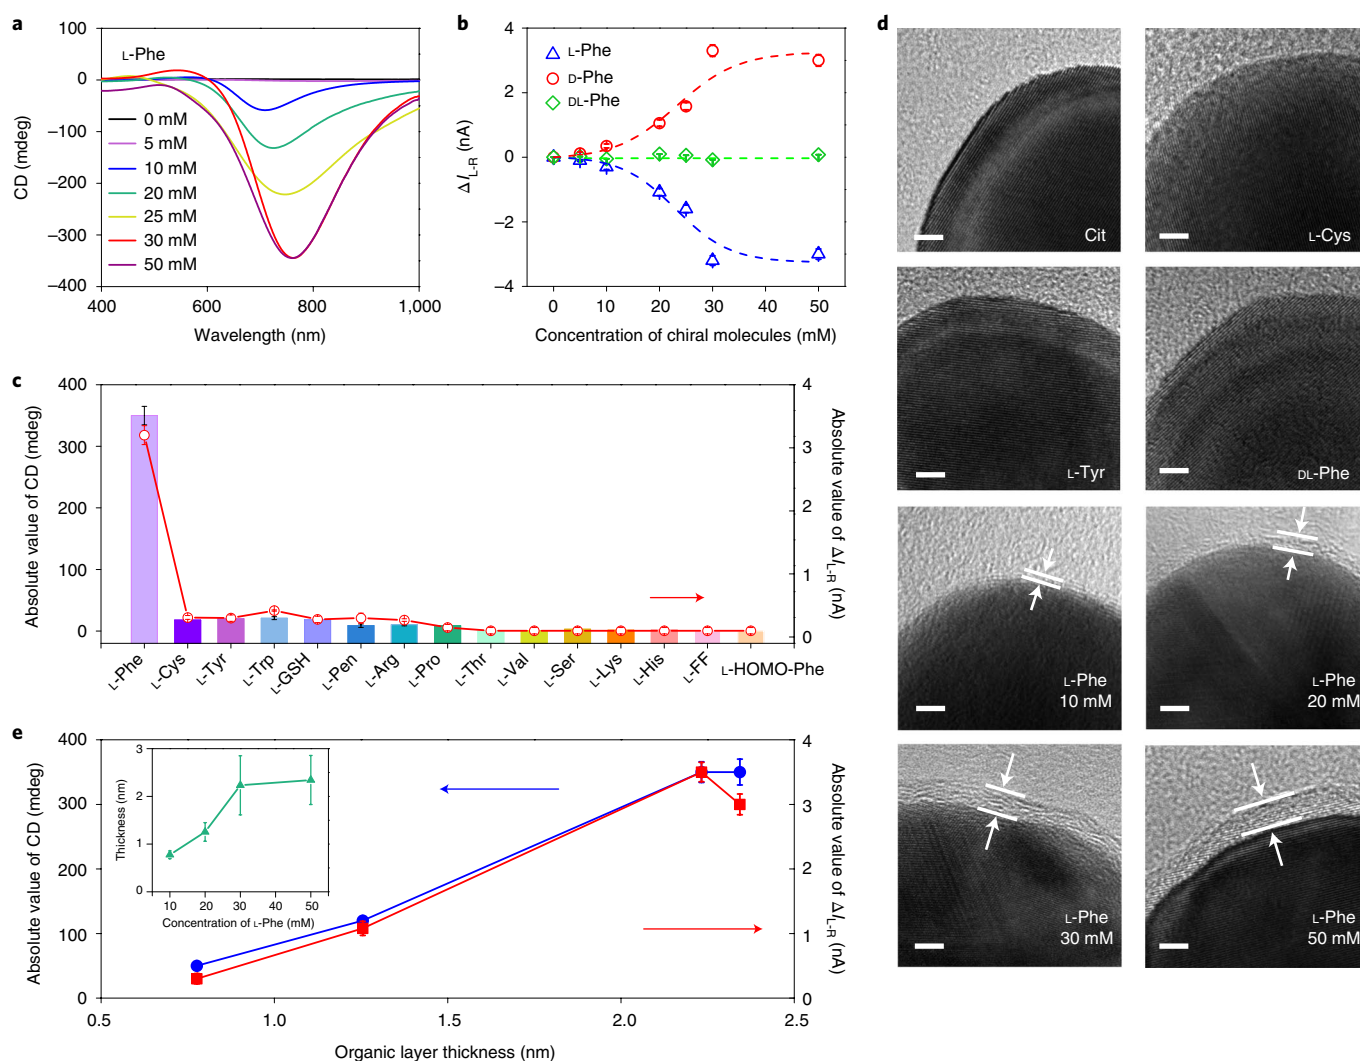 a
100
0
–100
–200
–300
–400
CD (mdeg)
L-Phe
0 mM
5 mM
10 mM
20 mM
25 mM
30 mM
50 mM
400
600
800
1,000
Wavelength (nm)
b
4
2
0
–2
–4
ΔI L-R (nA)
L-Phe
D-Phe
DL-Phe
0
10
20
30
40
50
Concentration of chiral molecules (mM)
c
400
300
200
100
0
Absolute value of CD (mdeg)
4
3
2
1
0
Absolute value of ΔI L-R (nA)
L-Phe
L-Cys
L-Tyr
L-Trp
L-GSH
L-Pen
L-Arg
L-Pro
L-Thr
L-Val
L-Ser
L-Lys
L-His
L-FF
L-HOMO-Phe
d
Cit
L-Cys
L-Tyr
DL-Phe
L-Phe
10 mM
L-Phe
20 mM
L-Phe
30 mM
L-Phe
50 mM
e
400
300
200
100
0
Absolute value of CD (mdeg)
3
2
1
0
Thickness (nm)
10
20
30
40
50
Concentration of L-Phe (mM)
4
3
2
1
0
Absolute value of ΔI L-R (nA)
0.5
1.0
1.5
2.0
2.5
Organic layer thickness (nm)